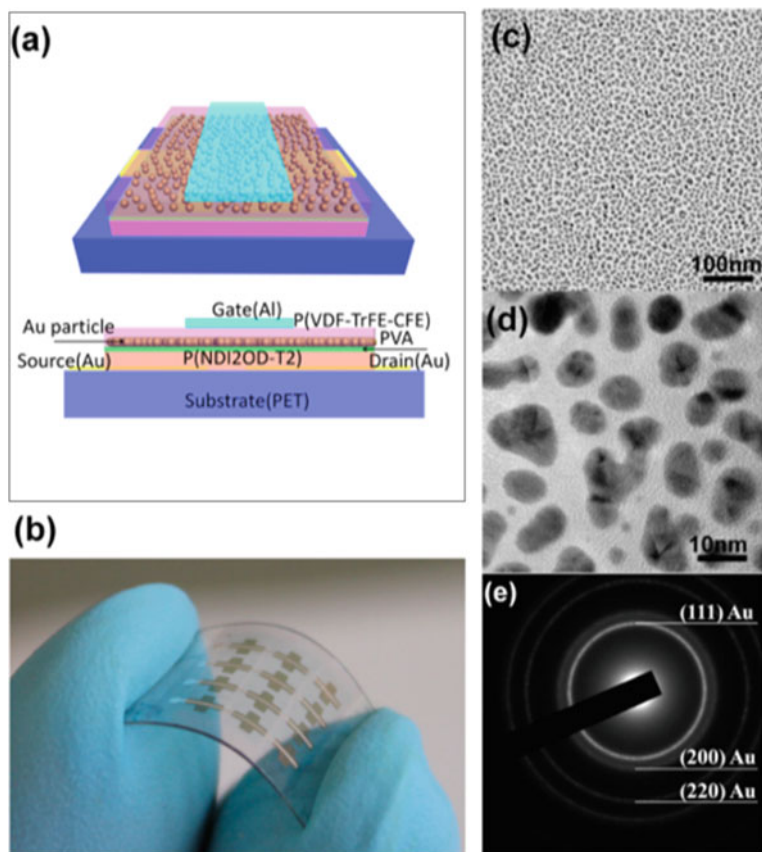 (a)
Gate(Al)
P(VDF-TrFE-CFE)
Au particle
PVA
Source(Au)
P(NDI2OD-T2)
Drain(Au)
Substrate(PET)
(b)
(c)
100nm
(d)
10nm
(e)
(111) Au
(200) Au
(220) Au